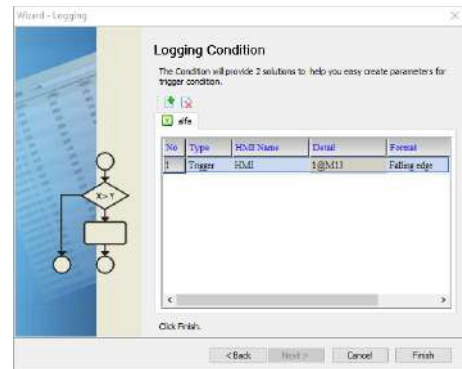 Wizard - Logging
Logging Condition
The Condition will provide 2 solutions to help you easy create parameters for
trigger condition.
alfa
No Type HMI Name Detail Format
1 Trigger HMI 1@M13 Falling edge
X>Y
Click Finish.
< Back Next > Cancel Finish